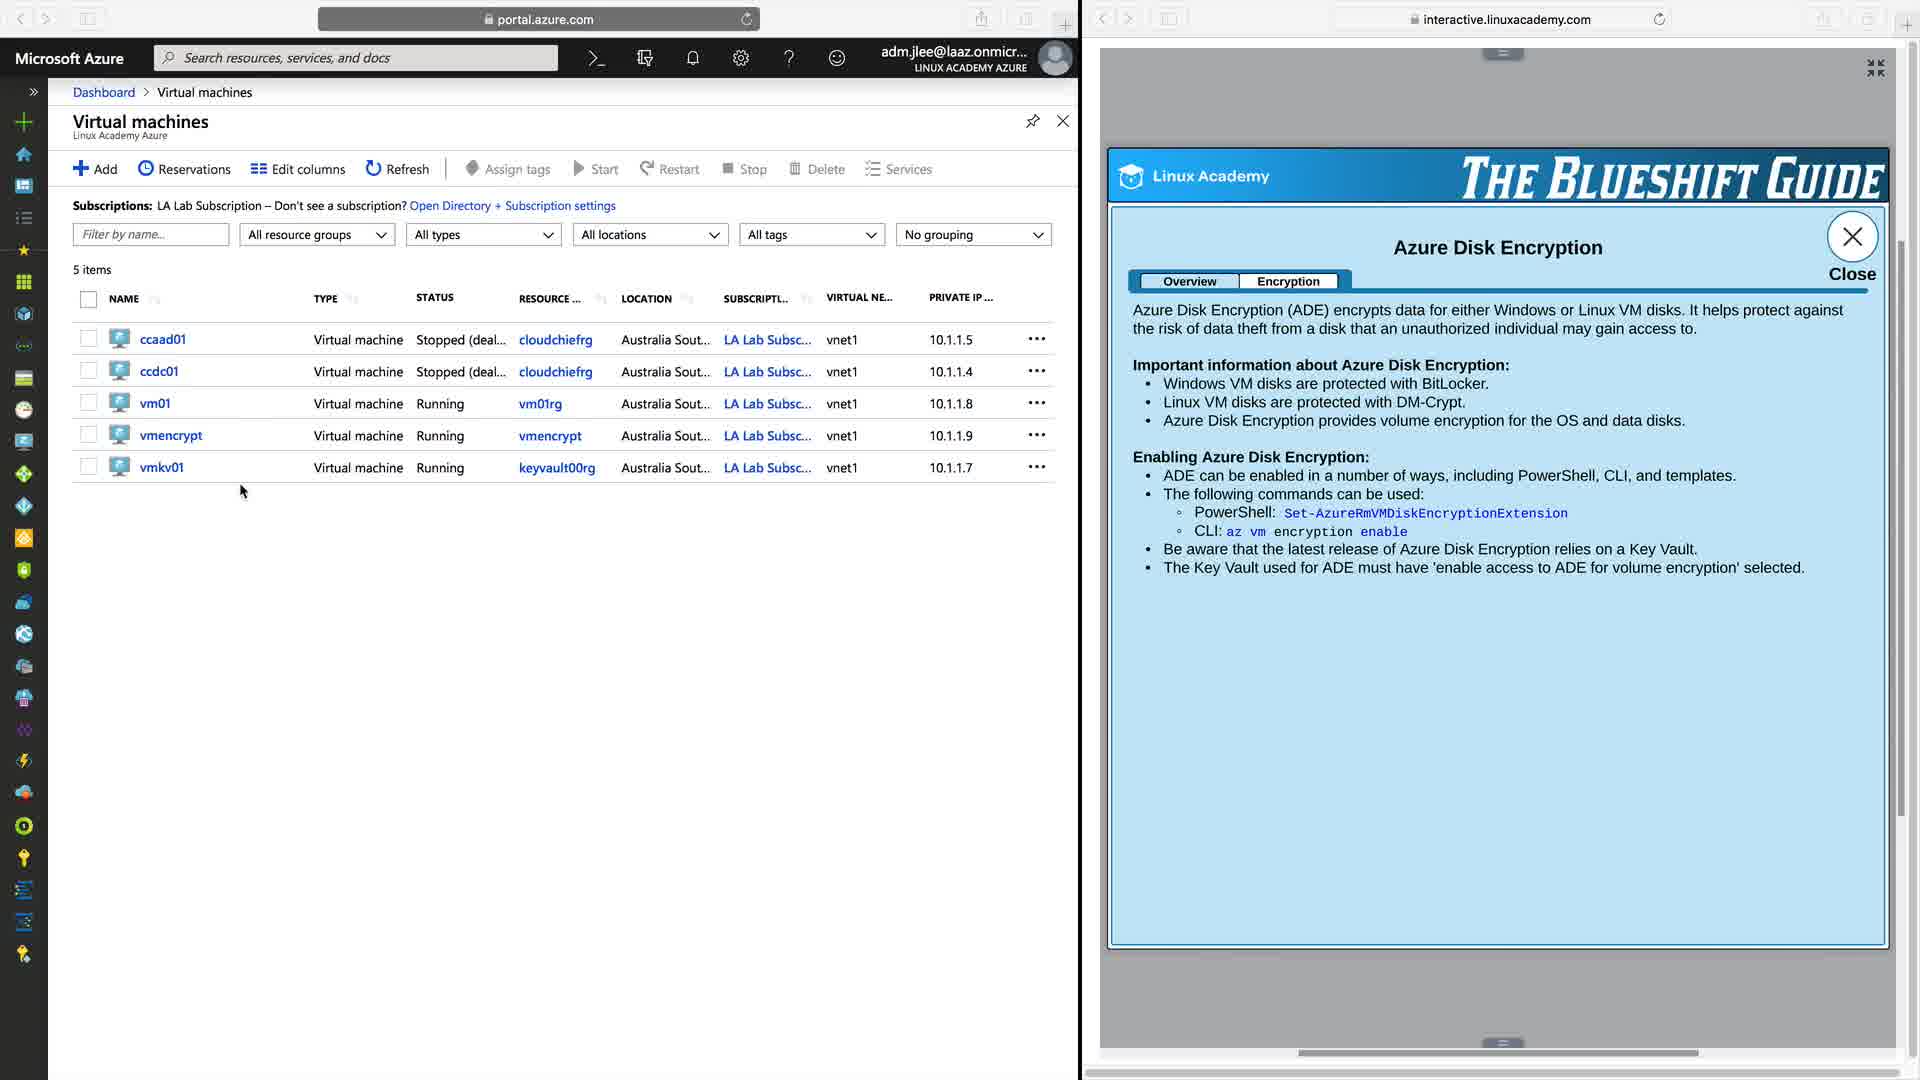 portal.azure.com
Microsoft Azure
Search resources, services, and docs
adm.jlee@laaz.onmicr...
LINUX ACADEMY AZURE
Dashboard > Virtual machines
Virtual machines
Linux Academy Azure
Add Reservations Edit columns Refresh Assign tags Start Restart Stop Delete Services
Subscriptions: LA Lab Subscription – Don't see a subscription? Open Directory + Subscription settings
Filter by name... All resource groups All types All locations All tags No grouping
5 items
NAME TYPE STATUS RESOURCE ... LOCATION SUBSCRIPTI... VIRTUAL NE... PRIVATE IP ...
ccaad01 Virtual machine Stopped (deal... cloudchiefrg Australia Sout... LA Lab Subsc... vnet1 10.1.1.5 ...
ccdc01 Virtual machine Stopped (deal... cloudchiefrg Australia Sout... LA Lab Subsc... vnet1 10.1.1.4 ...
vm01 Virtual machine Running vm01rg Australia Sout... LA Lab Subsc... vnet1 10.1.1.8 ...
vmencrypt Virtual machine Running vmencrypt Australia Sout... LA Lab Subsc... vnet1 10.1.1.9 ...
vmkv01 Virtual machine Running keyvault00rg Australia Sout... LA Lab Subsc... vnet1 10.1.1.7 ...
interactive.linuxacademy.com
Linux Academy
THE BLUESHIFT GUIDE
Azure Disk Encryption
Close
Overview Encryption
Azure Disk Encryption (ADE) encrypts data for either Windows or Linux VM disks. It helps protect against
the risk of data theft from a disk that an unauthorized individual may gain access to.
Important information about Azure Disk Encryption:
• Windows VM disks are protected with BitLocker.
• Linux VM disks are protected with DM-Crypt.
• Azure Disk Encryption provides volume encryption for the OS and data disks.
Enabling Azure Disk Encryption:
• ADE can be enabled in a number of ways, including PowerShell, CLI, and templates.
• The following commands can be used:
◦ PowerShell: Set-AzureRmVMDiskEncryptionExtension
◦ CLI: az vm encryption enable
• Be aware that the latest release of Azure Disk Encryption relies on a Key Vault.
• The Key Vault used for ADE must have 'enable access to ADE for volume encryption' selected.